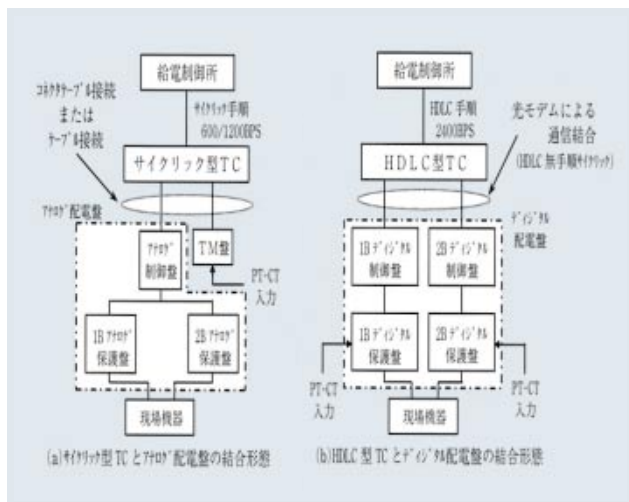 給電制御所
コネクタケーブル接続
または
ケーブル接続
サイクリック手順
600/1200BPS
サイクリック型TC
アナログ配電盤
アナログ
制御盤
TM盤
PT-CT
入力
1B アナログ
保護盤
2B アナログ
保護盤
現場機器
(a)サイクリック型 TC とアナログ配電盤の結合形態
給電制御所
HDLC 手順
2400BPS
光モデムによる
通信結合
(HDLC 無手順サイクリック)
HDLC型TC
ディジタル
配電盤
1B ディジタル
制御盤
2B ディジタル
制御盤
1B ディジタル
保護盤
2B ディジタル
保護盤
PT-CT
入力
PT-CT
入力
現場機器
(b)HDLC 型 TC とディジタル配電盤の結合形態